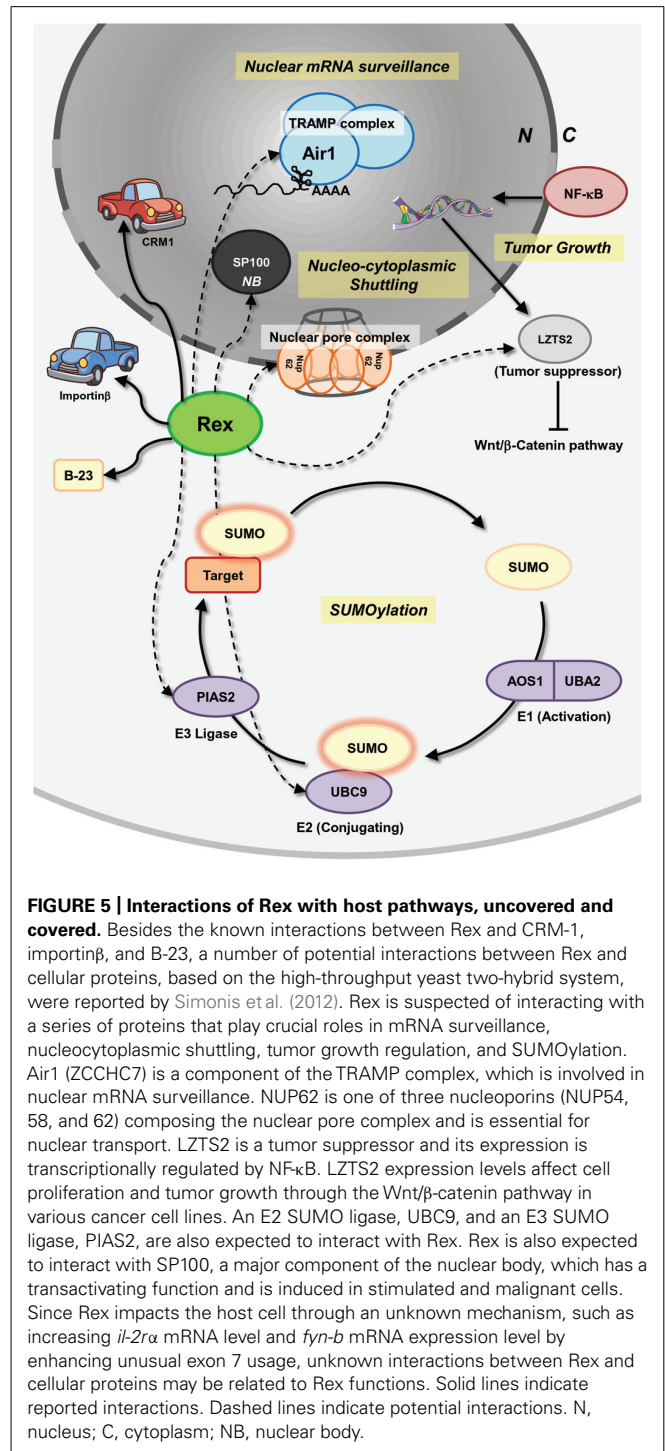 Nuclear mRNA surveillance
TRAMP complex
Air1
AAAA
N C
NF-κB
CRM1
SP100
NB
Nucleo-cytoplasmic
Shuttling
Tumor Growth
Nuclear pore complex
Nup
62
Nup
62
LZTS2
(Tumor suppressor)
Importinβ
Rex
Wnt/β-Catenin pathway
B-23
SUMO
Target
SUMO
SUMOylation
PIAS2
E3 Ligase
AOS1 UBA2
E1 (Activation)
SUMO
UBC9
E2 (Conjugating)
FIGURE 5 | Interactions of Rex with host pathways, uncovered and
covered. Besides the known interactions between Rex and CRM-1,
importinβ, and B-23, a number of potential interactions between Rex and
cellular proteins, based on the high-throughput yeast two-hybrid system,
were reported by Simonis et al. (2012). Rex is suspected of interacting with
a series of proteins that play crucial roles in mRNA surveillance,
nucleocytoplasmic shuttling, tumor growth regulation, and SUMOylation.
Air1 (ZCCHC7) is a component of the TRAMP complex, which is involved in
nuclear mRNA surveillance. NUP62 is one of three nucleoporins (NUP54,
58, and 62) composing the nuclear pore complex and is essential for
nuclear transport. LZTS2 is a tumor suppressor and its expression is
transcriptionally regulated by NF-κB. LZTS2 expression levels affect cell
proliferation and tumor growth through the Wnt/β-catenin pathway in
various cancer cell lines. An E2 SUMO ligase, UBC9, and an E3 SUMO
ligase, PIAS2, are also expected to interact with Rex. Rex is also expected
to interact with SP100, a major component of the nuclear body, which has a
transactivating function and is induced in stimulated and malignant cells.
Since Rex impacts the host cell through an unknown mechanism, such as
increasing il-2rα mRNA level and fyn-b mRNA expression level by
enhancing unusual exon 7 usage, unknown interactions between Rex and
cellular proteins may be related to Rex functions. Solid lines indicate
reported interactions. Dashed lines indicate potential interactions. N,
nucleus; C, cytoplasm; NB, nuclear body.